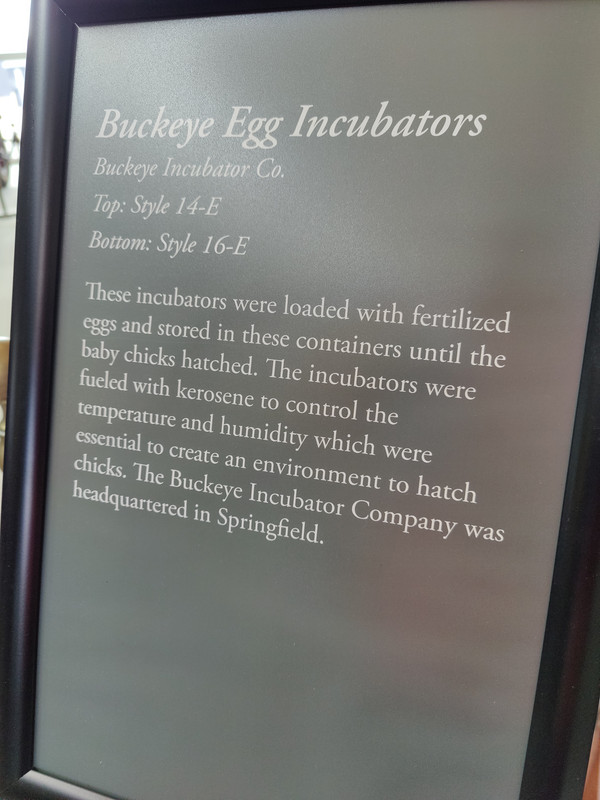 Buckeye Egg Incubators
Buckeye Incubator Co.
Top: Style 14-E
Bottom: Style 16-E
These incubators were loaded with fertilized
eggs and stored in these containers until the
baby chicks hatched. The incubators were
fueled with kerosene to control the
temperature and humidity which were
essential to create an environment to hatch
chicks. The Buckeye Incubator Company was
headquartered in Springfield.